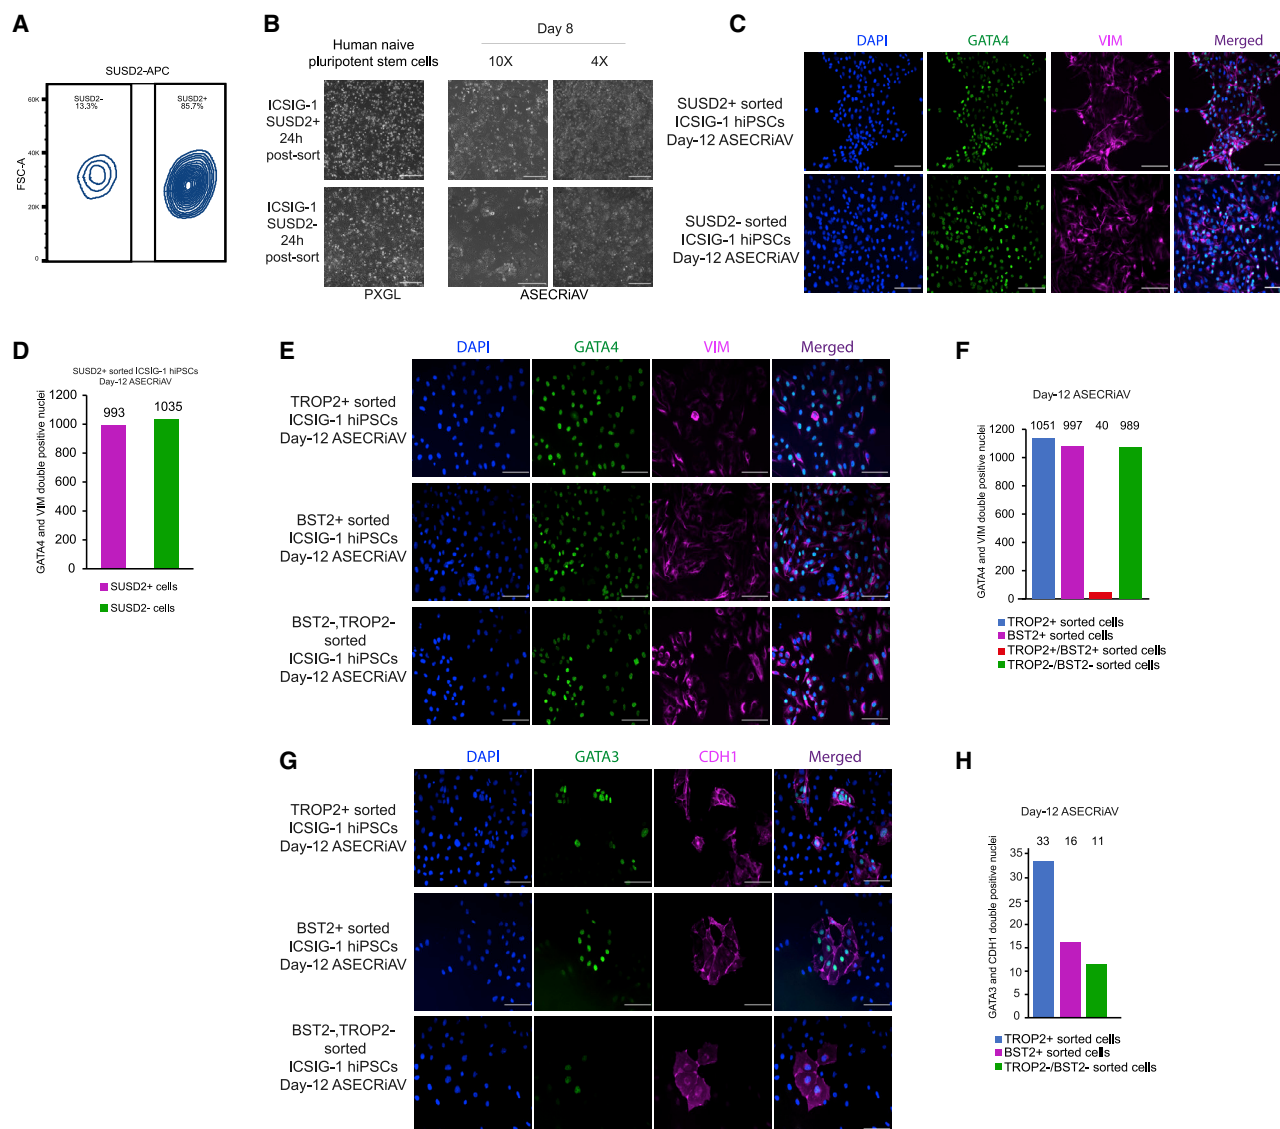 A
SUSD2-APC
SUSD2-
13.3%
SUSD2+
85.7%
60K
40K
20K
0
FSC-A
B
Human naive
pluripotent stem cells
Day 8
10X
4X
ICSIG-1
SUSD2+
24h
post-sort
ICSIG-1
SUSD2-
24h
post-sort
PXGL
ASECRiAV
C
DAPI
GATA4
VIM
Merged
SUSD2+ sorted
ICSIG-1 hiPSCs
Day-12 ASECRiAV
SUSD2- sorted
ICSIG-1 hiPSCs
Day-12 ASECRiAV
D
SUSD2+ sorted ICSIG-1 hiPSCs
Day-12 ASECRiAV
GATA4 and VIM double positive nuclei
1200
1000
800
600
400
200
0
993
1035
SUSD2+ cells
SUSD2- cells
E
DAPI
GATA4
VIM
Merged
TROP2+ sorted
ICSIG-1 hiPSCs
Day-12 ASECRiAV
BST2+ sorted
ICSIG-1 hiPSCs
Day-12 ASECRiAV
BST2-,TROP2-
sorted
ICSIG-1 hiPSCs
Day-12 ASECRiAV
F
Day-12 ASECRiAV
1051
997
40
989
GATA4 and VIM double positive nuclei
1200
1000
800
600
400
200
0
TROP2+ sorted cells
BST2+ sorted cells
TROP2+/BST2+ sorted cells
TROP2-/BST2- sorted cells
G
DAPI
GATA3
CDH1
Merged
TROP2+ sorted
ICSIG-1 hiPSCs
Day-12 ASECRiAV
BST2+ sorted
ICSIG-1 hiPSCs
Day-12 ASECRiAV
BST2-,TROP2-
sorted
ICSIG-1 hiPSCs
Day-12 ASECRiAV
H
Day-12 ASECRiAV
33
16
11
GATA3 and CDH1 double positive nuclei
35
30
25
20
15
10
5
0
TROP2+ sorted cells
BST2+ sorted cells
TROP2-/BST2- sorted cells